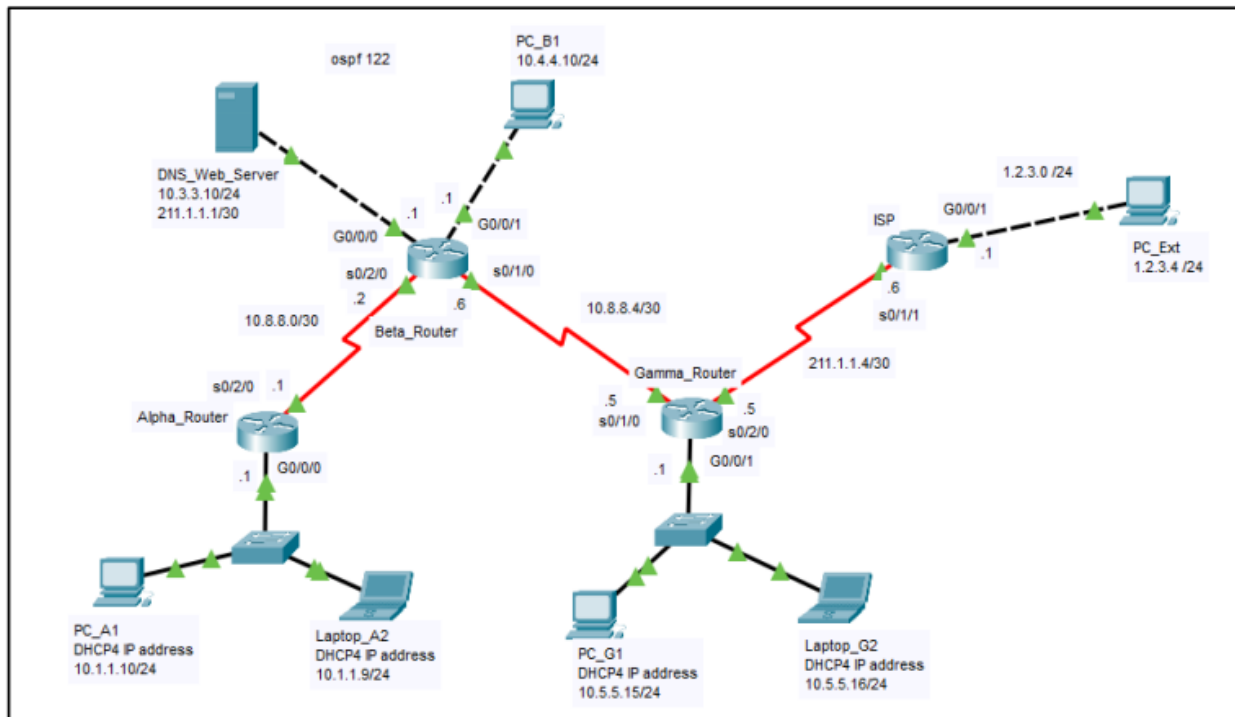 ospf 122
PC_B1
10.4.4.10/24
DNS_Web_Server
10.3.3.10/24
211.1.1.1/30
.1
.1
G0/0/0
G0/0/1
s0/2/0
s0/1/0
.2
.6
Beta_Router
10.8.8.0/30
10.8.8.4/30
ISP
G0/0/1
1.2.3.0 /24
.1
PC_Ext
1.2.3.4 /24
.6
s0/1/1
211.1.1.4/30
s0/2/0
.1
Alpha_Router
.1
G0/0/0
Gamma_Router
.5
s0/1/0
.5
s0/2/0
.1
G0/0/1
PC_A1
DHCP4 IP address
10.1.1.10/24
Laptop_A2
DHCP4 IP address
10.1.1.9/24
PC_G1
DHCP4 IP address
10.5.5.15/24
Laptop_G2
DHCP4 IP address
10.5.5.16/24